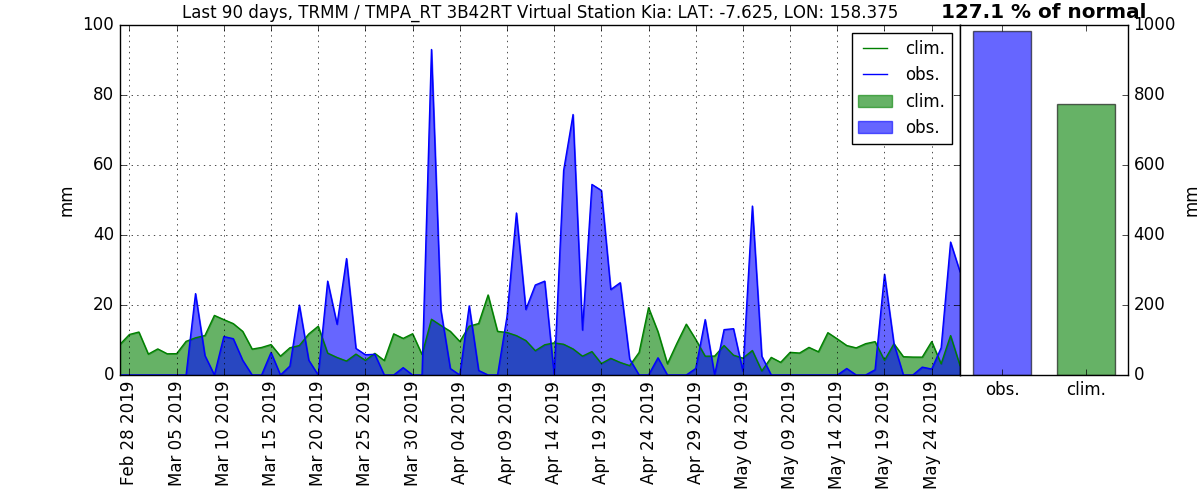 Last 90 days, TRMM / TMPA_RT 3B42RT Virtual Station Kia: LAT: -7.625, LON: 158.375
127.1 % of normal
mm
100
80
60
40
20
0
clim.
obs.
clim.
obs.
1000
800
600
400
200
0
mm
Feb 28 2019
Mar 05 2019
Mar 10 2019
Mar 15 2019
Mar 20 2019
Mar 25 2019
Mar 30 2019
Apr 04 2019
Apr 09 2019
Apr 14 2019
Apr 19 2019
Apr 24 2019
Apr 29 2019
May 04 2019
May 09 2019
May 14 2019
May 19 2019
May 24 2019
obs.
clim.